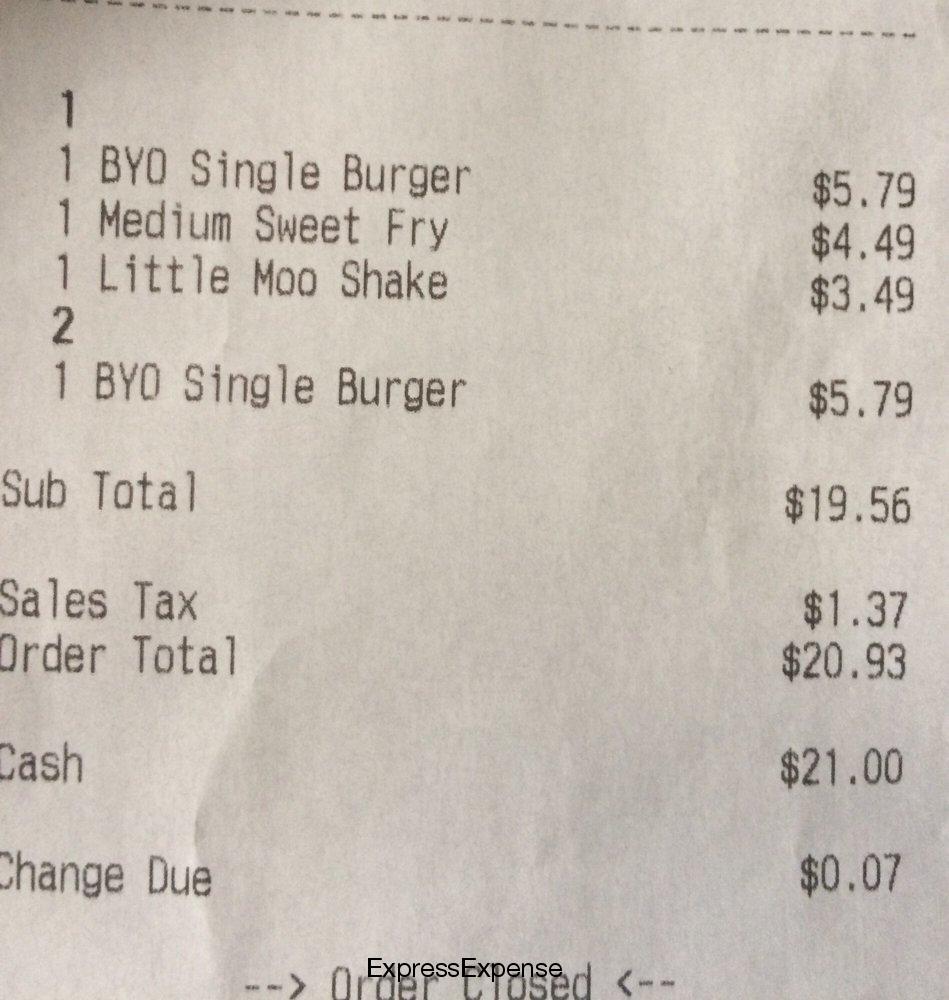 1
1 BYO Single Burger $5.79
1 Medium Sweet Fry $4.49
1 Little Moo Shake $3.49
2
1 BYO Single Burger $5.79
Sub Total $19.56
Sales Tax $1.37
Order Total $20.93
Cash $21.00
Change Due $0.07
--> Order Closed <--
ExpressExpense